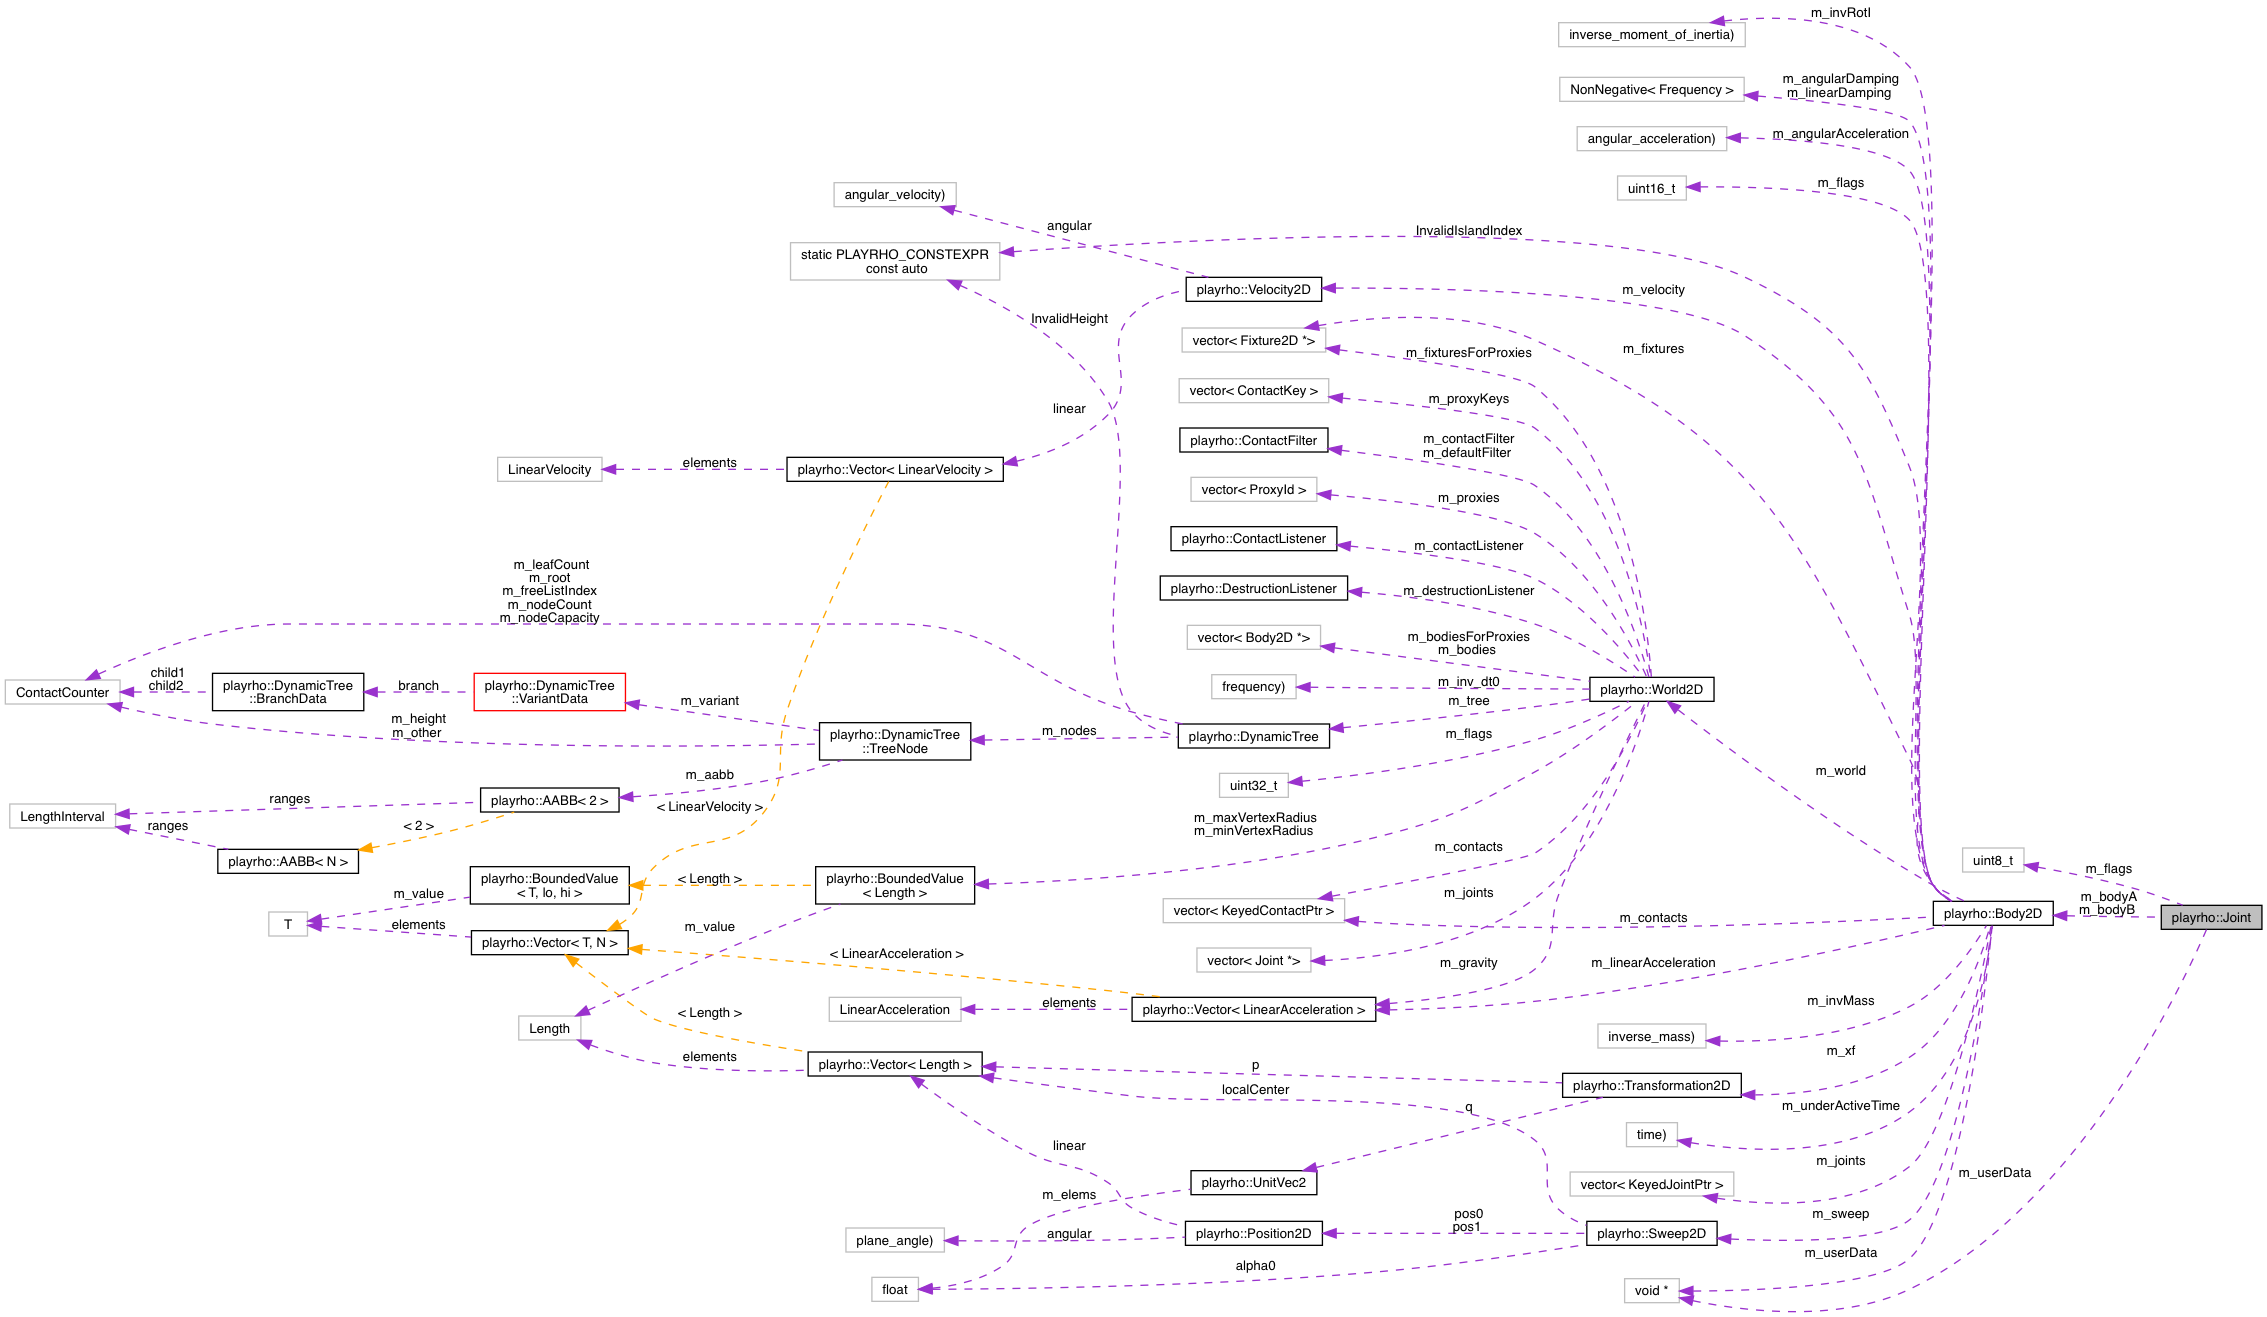 m_invRotI
inverse_moment_of_inertia)
m_angularDamping
m_linearDamping
NonNegative< Frequency >
m_angularAcceleration
angular_acceleration)
m_flags
uint16_t
angular_velocity)
angular
InvalidIslandIndex
static PLAYRHO_CONSTEXPR
const auto
playrho::Velocity2D
m_velocity
InvalidHeight
vector< Fixture2D *>
m_fixturesForProxies
m_fixtures
vector< ContactKey >
m_proxyKeys
linear
playrho::ContactFilter
m_contactFilter
m_defaultFilter
LinearVelocity
elements
playrho::Vector< LinearVelocity >
vector< ProxyId >
m_proxies
playrho::ContactListener
m_contactListener
m_leafCount
m_root
m_freeListIndex
m_nodeCount
m_nodeCapacity
playrho::DestructionListener
m_destructionListener
vector< Body2D *>
m_bodiesForProxies
m_bodies
ContactCounter
child1
child2
playrho::DynamicTree
::BranchData
branch
playrho::DynamicTree
::VariantData
m_variant
frequency)
m_inv_dt0
playrho::World2D
m_tree
m_height
m_other
playrho::DynamicTree
::TreeNode
m_nodes
playrho::DynamicTree
m_flags
m_world
m_aabb
uint32_t
LengthInterval
ranges
playrho::AABB< 2 >
< LinearVelocity >
ranges
< 2 >
m_maxVertexRadius
m_minVertexRadius
playrho::AABB< N >
m_contacts
uint8_t
m_flags
playrho::BoundedValue
< T, lo, hi >
< Length >
playrho::BoundedValue
< Length >
m_value
m_joints
T
elements
vector< KeyedContactPtr >
m_contacts
playrho::Body2D
m_bodyA
m_bodyB
playrho::Joint
m_value
playrho::Vector< T, N >
< LinearAcceleration >
vector< Joint *>
m_gravity
m_linearAcceleration
LinearAcceleration
elements
playrho::Vector< LinearAcceleration >
m_invMass
Length
< Length >
inverse_mass)
elements
playrho::Vector< Length >
p
m_xf
localCenter
playrho::Transformation2D
q
m_underActiveTime
time)
linear
m_joints
m_userData
playrho::UnitVec2
vector< KeyedJointPtr >
m_elems
pos0
pos1
m_sweep
plane_angle)
angular
playrho::Position2D
playrho::Sweep2D
m_userData
alpha0
float
void *